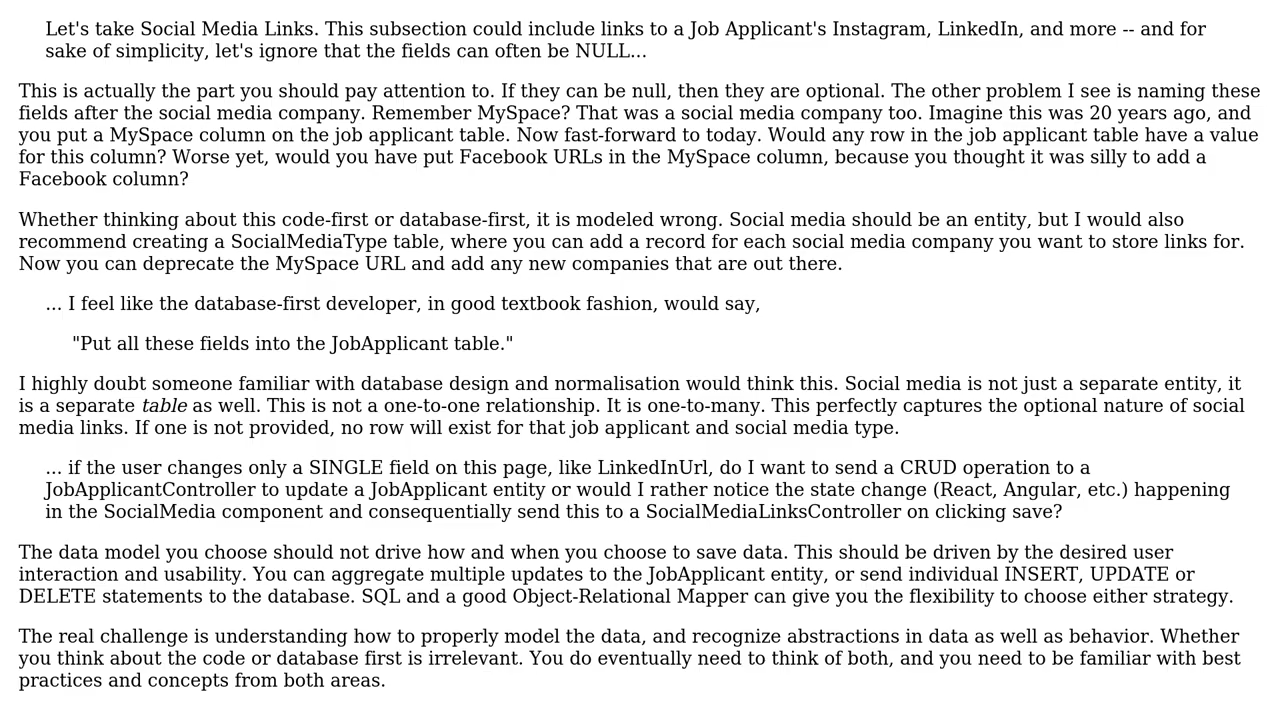 Let's take Social Media Links. This subsection could include links to a Job Applicant's Instagram, LinkedIn, and more -- and for
sake of simplicity, let's ignore that the fields can often be NULL...
This is actually the part you should pay attention to. If they can be null, then they are optional. The other problem I see is naming these
fields after the social media company. Remember MySpace? That was a social media company too. Imagine this was 20 years ago, and
you put a MySpace column on the job applicant table. Now fast-forward to today. Would any row in the job applicant table have a value
for this column? Worse yet, would you have put Facebook URLs in the MySpace column, because you thought it was silly to add a
Facebook column?
Whether thinking about this code-first or database-first, it is modeled wrong. Social media should be an entity, but I would also
recommend creating a SocialMediaType table, where you can add a record for each social media company you want to store links for.
Now you can deprecate the MySpace URL and add any new companies that are out there.
... I feel like the database-first developer, in good textbook fashion, would say,
"Put all these fields into the JobApplicant table."
I highly doubt someone familiar with database design and normalisation would think this. Social media is not just a separate entity, it
is a separate table as well. This is not a one-to-one relationship. It is one-to-many. This perfectly captures the optional nature of social
media links. If one is not provided, no row will exist for that job applicant and social media type.
... if the user changes only a SINGLE field on this page, like LinkedInUrl, do I want to send a CRUD operation to a
JobApplicantController to update a JobApplicant entity or would I rather notice the state change (React, Angular, etc.) happening
in the SocialMedia component and consequentially send this to a SocialMediaLinksController on clicking save?
The data model you choose should not drive how and when you choose to save data. This should be driven by the desired user
interaction and usability. You can aggregate multiple updates to the JobApplicant entity, or send individual INSERT, UPDATE or
DELETE statements to the database. SQL and a good Object-Relational Mapper can give you the flexibility to choose either strategy.
The real challenge is understanding how to properly model the data, and recognize abstractions in data as well as behavior. Whether
you think about the code or database first is irrelevant. You do eventually need to think of both, and you need to be familiar with best
practices and concepts from both areas.